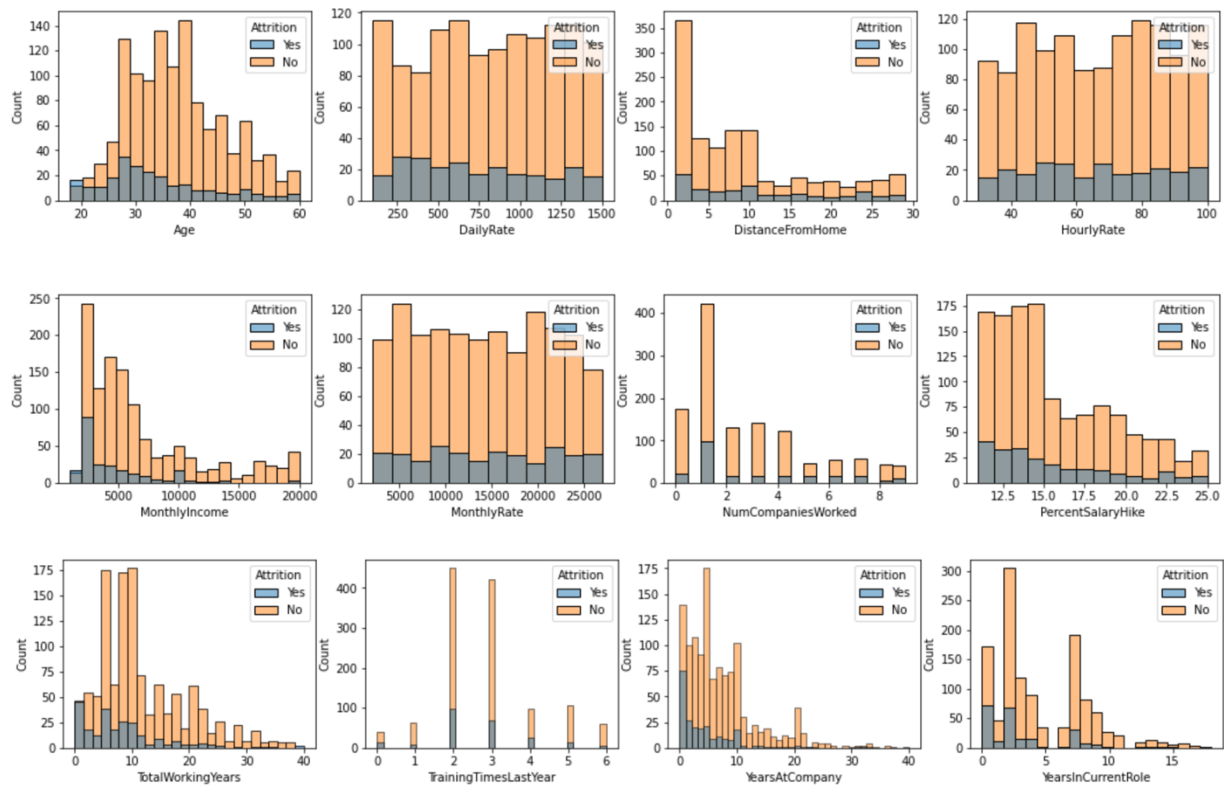 140
120
100
80
60
40
20
0
Count
20 30 40 50 60
Age
Attrition
Yes
No
120
100
80
60
40
20
0
Count
250 500 750 1000 1250 1500
DailyRate
Attrition
Yes
No
350
300
250
200
150
100
50
0
Count
0 5 10 15 20 25 30
DistanceFromHome
Attrition
Yes
No
120
100
80
60
40
20
0
Count
40 60 80 100
HourlyRate
Attrition
Yes
No
250
200
150
100
50
0
Count
5000 10000 15000 20000
MonthlyIncome
Attrition
Yes
No
120
100
80
60
40
20
0
Count
5000 10000 15000 20000 25000
MonthlyRate
Attrition
Yes
No
400
300
200
100
0
Count
0 2 4 6 8
NumCompaniesWorked
Attrition
Yes
No
175
150
125
100
75
50
25
0
Count
12.5 15.0 17.5 20.0 22.5 25.0
PercentSalaryHike
Attrition
Yes
No
175
150
125
100
75
50
25
0
Count
0 10 20 30 40
TotalWorkingYears
Attrition
Yes
No
400
300
200
100
0
Count
0 1 2 3 4 5 6
TrainingTimesLastYear
Attrition
Yes
No
175
150
125
100
75
50
25
0
Count
0 10 20 30 40
YearsAtCompany
Attrition
Yes
No
300
250
200
150
100
50
0
Count
0 5 10 15
YearsInCurrentRole
Attrition
Yes
No